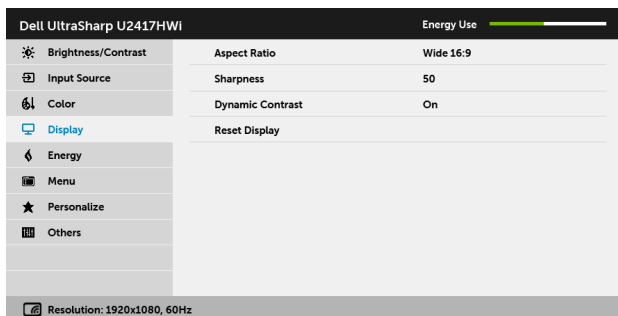 Dell UltraSharp U2417HWi
Energy Use
Brightness/Contrast
Input Source
Color
Display
Energy
Menu
Personalize
Others
Aspect Ratio Wide 16:9
Sharpness 50
Dynamic Contrast On
Reset Display
Resolution: 1920x1080, 60Hz